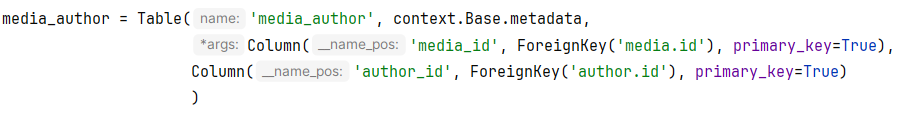 media_author = Table( name: 'media_author', context.Base.metadata,
*args: Column( __name_pos: 'media_id', ForeignKey('media.id'), primary_key=True),
Column( __name_pos: 'author_id', ForeignKey('author.id'), primary_key=True)
)